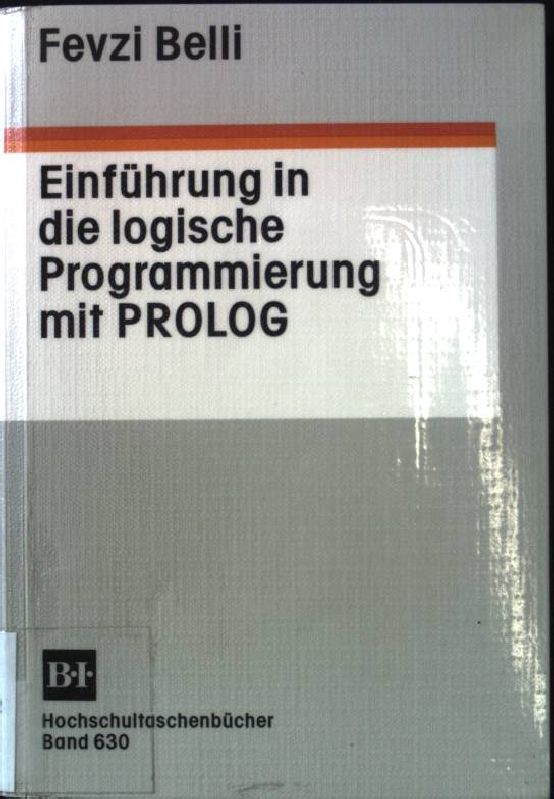 Fevzi Belli
Einführung in
die logische
Programmierung
mit PROLOG
B·I·
Hochschultaschenbücher
Band 630